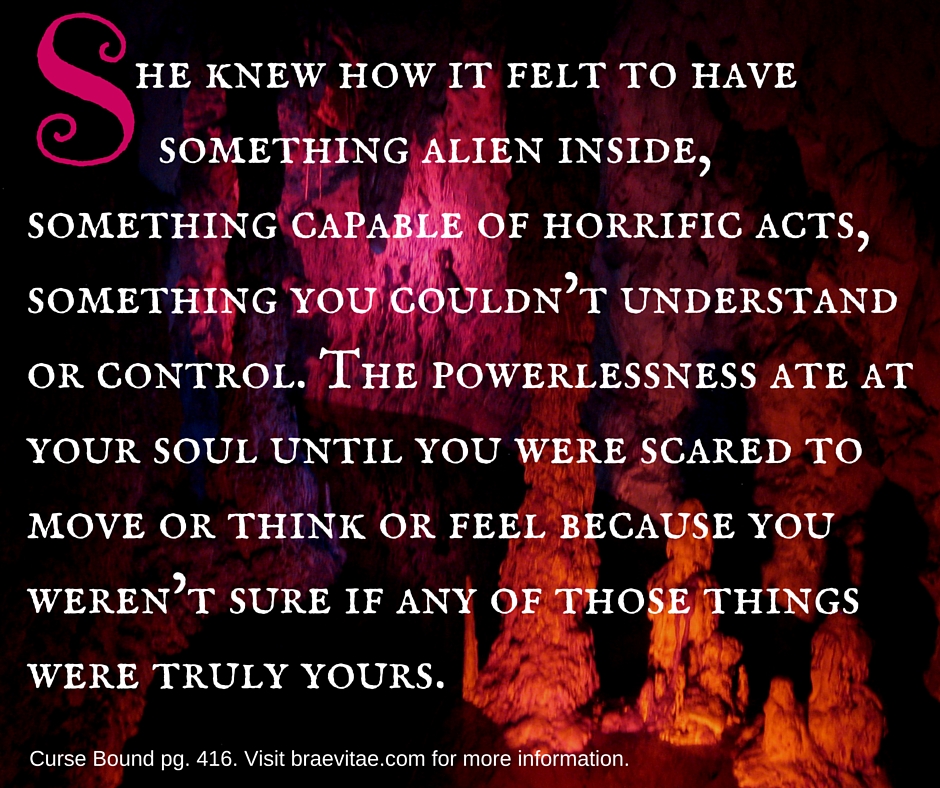 She knew how it felt to have
something alien inside,
something capable of horrific acts,
something you couldn't understand
or control. The powerlessness ate at
your soul until you were scared to
move or think or feel because you
weren't sure if any of those things
were truly yours.
Curse Bound pg. 416. Visit braevitae.com for more information.